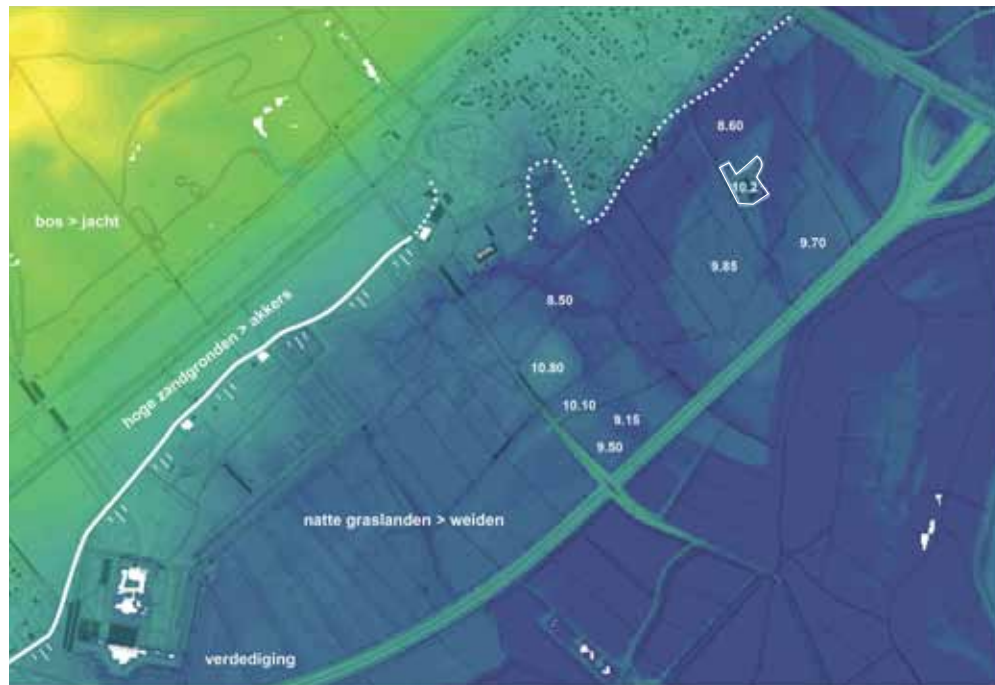 8.60
10.2
bos > jacht
9.70
9.85
8.50
hoge zandgronden > akkers
10.80
10.10
9.15
9.50
natte graslanden > weiden
verdediging